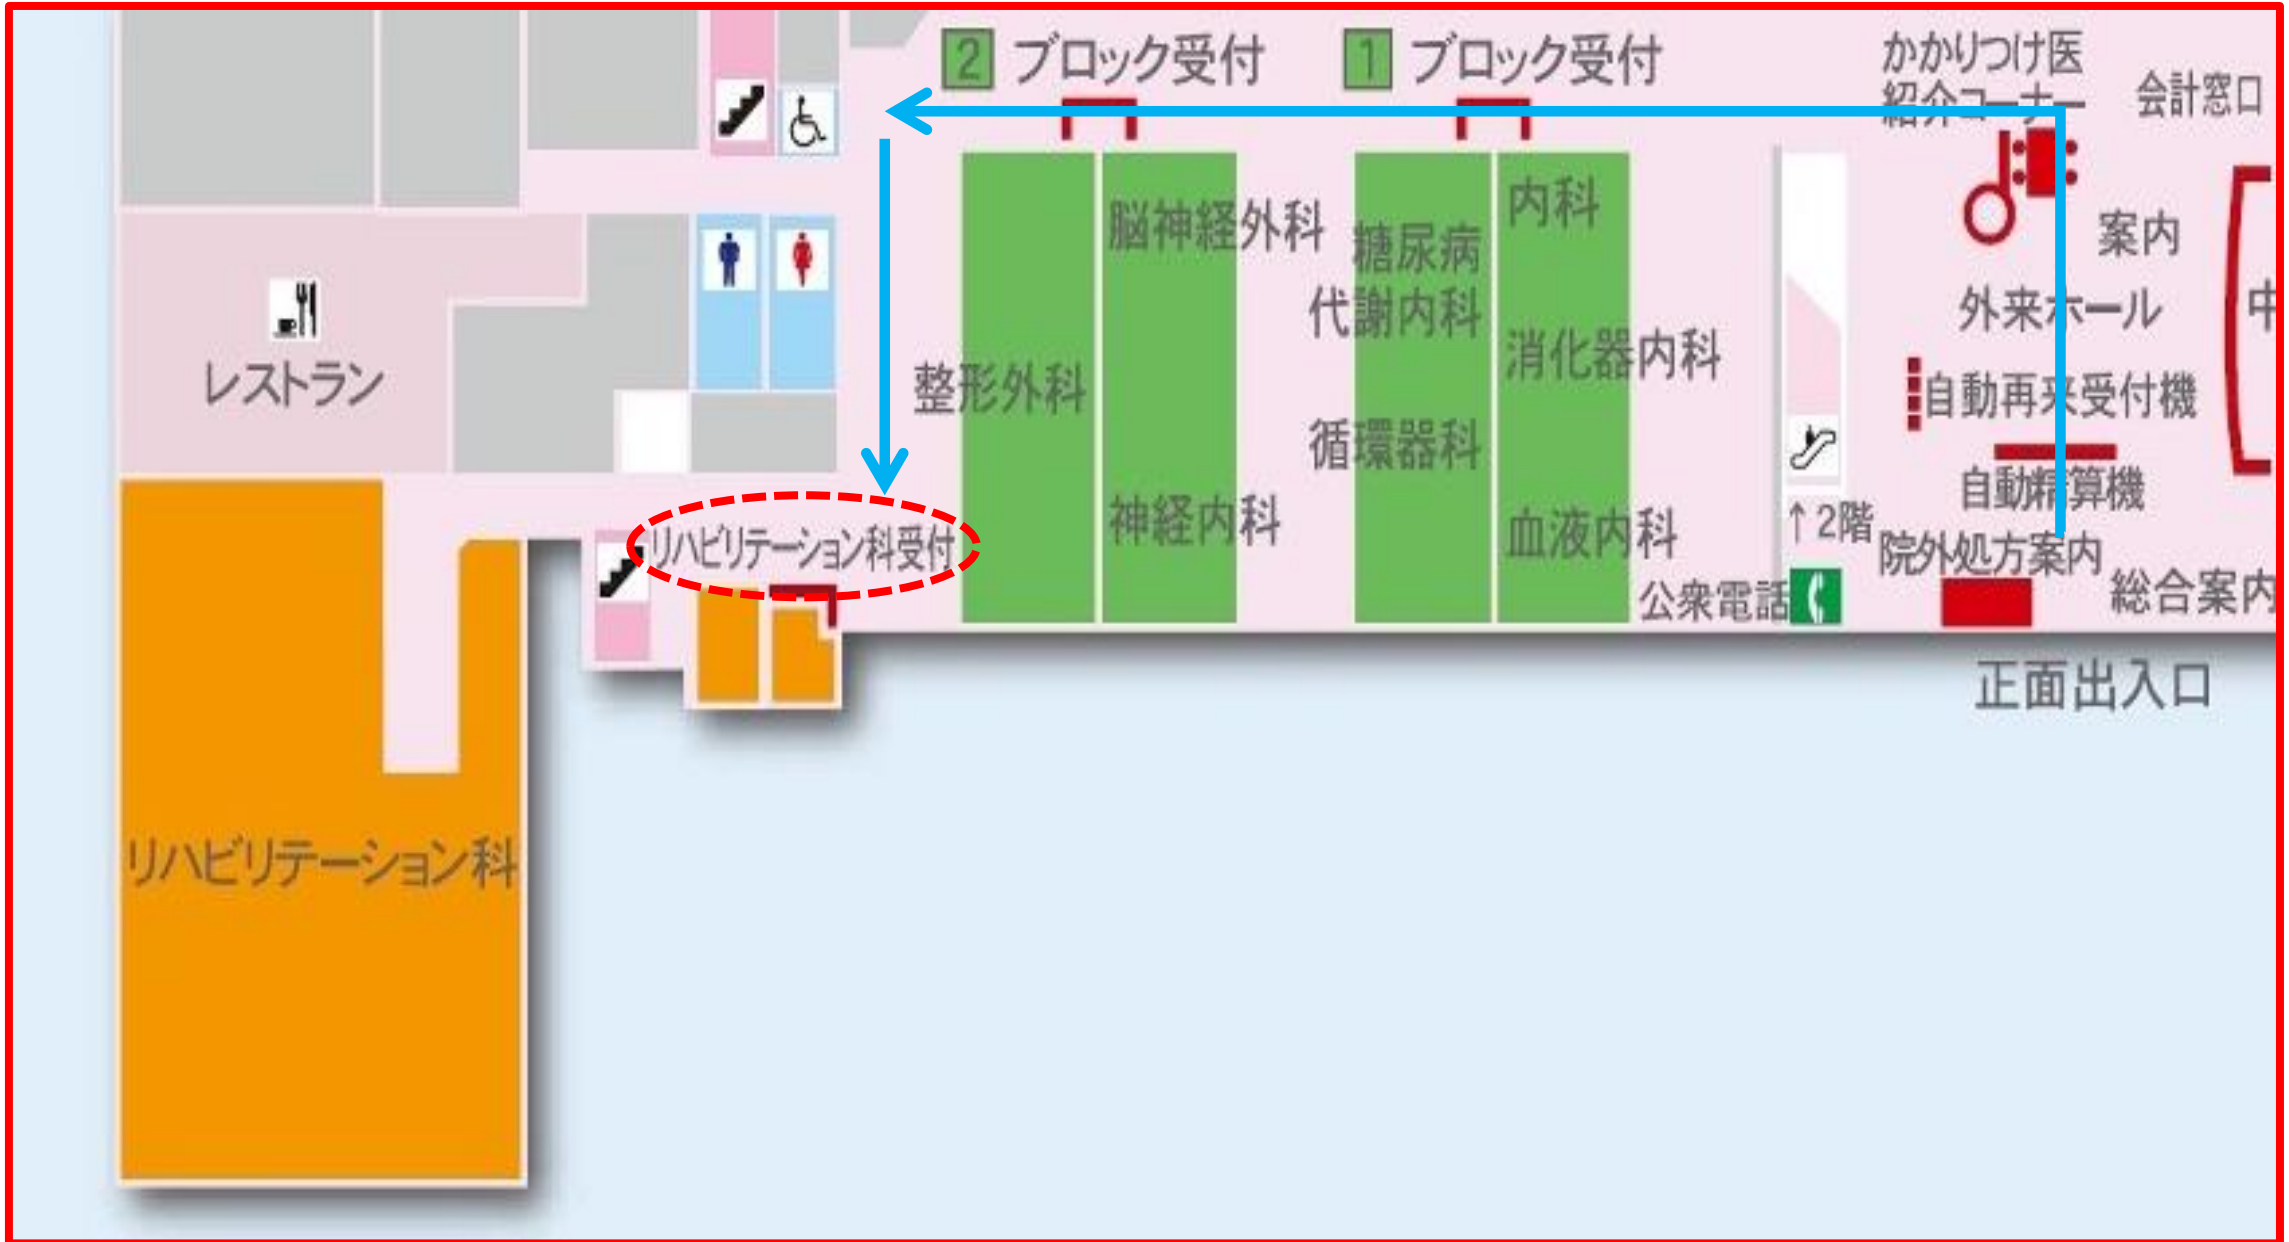 2 ブロック受付
1 ブロック受付
かかりつけ医
紹介コーナー
会計窓口
脳神経外科
内科
糖尿病
代謝内科
案内
外来ホール
中
レストラン
整形外科
消化器内科
自動再来受付機
循環器科
自動精算機
神経内科
血液内科
↑2階
リハビリテーション科受付
院外処方案内
公衆電話
総合案内
正面出入口
リハビリテーション科